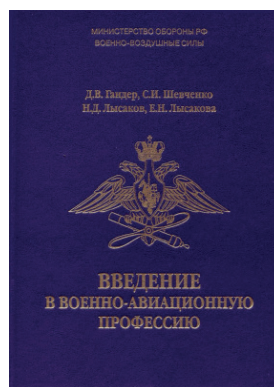 МИНИСТЕРСТВО ОБОРОНЫ РФ
ВОЕННО-ВОЗДУШНЫЕ СИЛЫ
Д.В. Гандер, С.И. Шевченко
Н.Д. Лысаков, Е.Н. Лысакова
ВВЕДЕНИЕ
В ВОЕННО-АВИАЦИОННУЮ
ПРОФЕССИЮ